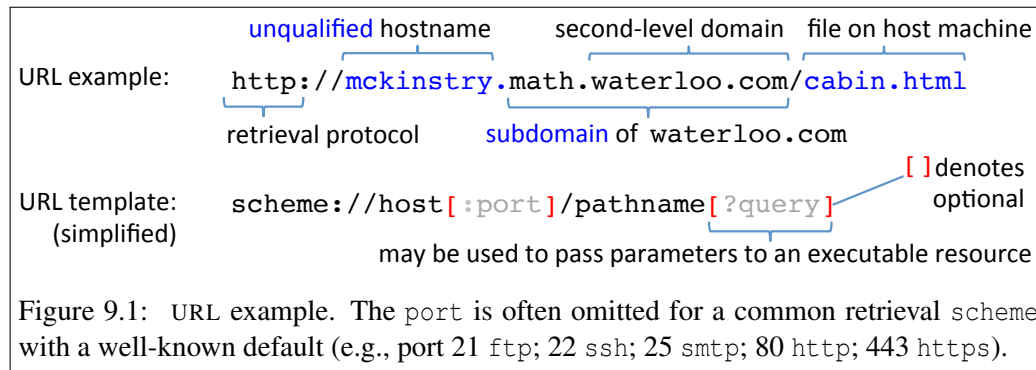 unqualified hostname second-level domain file on host machine
URL example: http://mckinstry.math.waterloo.com/cabin.html
retrieval protocol subdomain of waterloo.com
[ ] denotes
optional
URL template: scheme://host[:port]/pathname[?query]
(simplified)
may be used to pass parameters to an executable resource
Figure 9.1: URL example. The port is often omitted for a common retrieval scheme
with a well-known default (e.g., port 21 ftp; 22 ssh; 25 smtp; 80 http; 443 https).